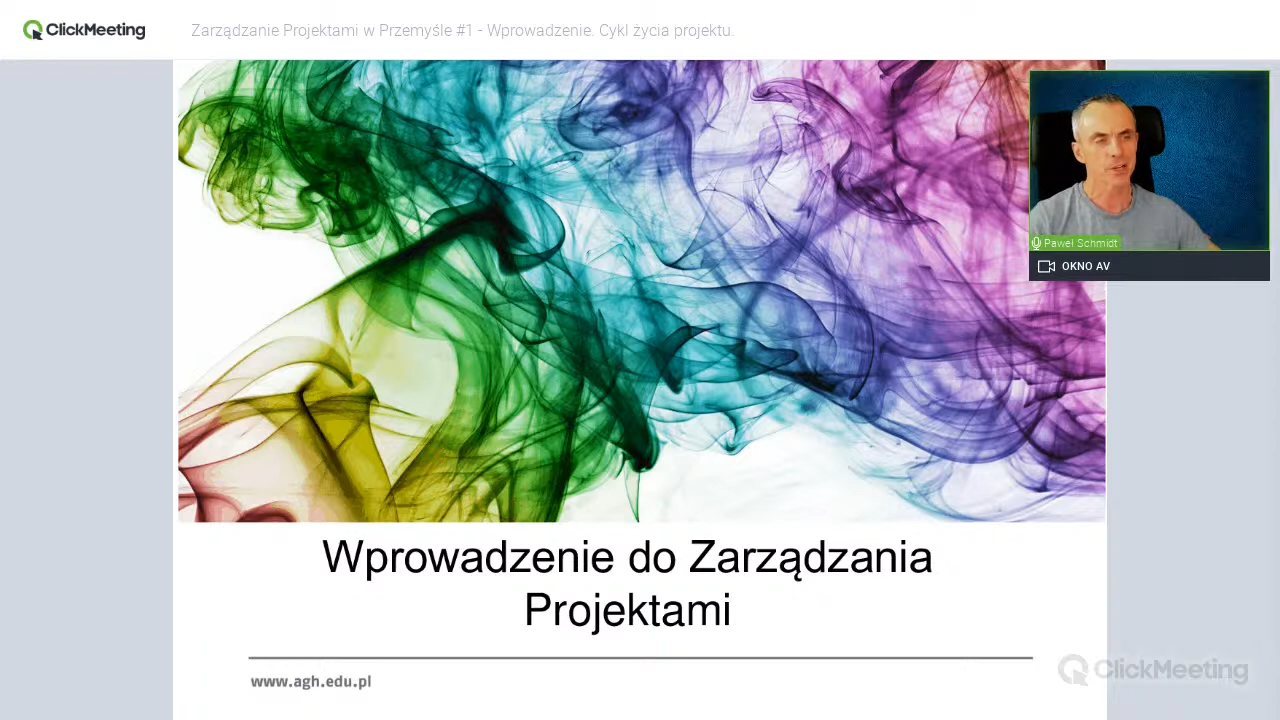 ClickMeeting
Zarządzanie Projektami w Przemyśle #1 - Wprowadzenie. Cykl życia projektu.
Paweł Schmidt
OKNO AV
Wprowadzenie do Zarządzania
Projektami
www.agh.edu.pl
ClickMeeting